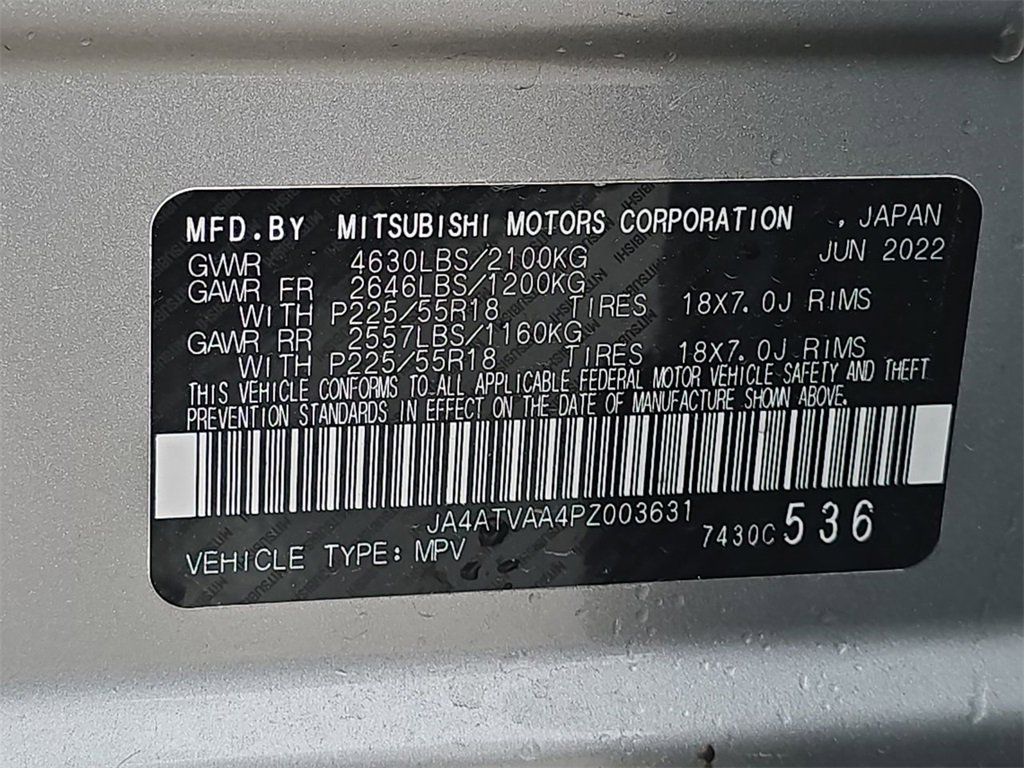 MFD.BY MITSUBISHI MOTORS CORPORATION , JAPAN
GVWR 4630LBS/2100KG JUN 2022
GAWR FR 2646LBS/1200KG
WITH P225/55R18 TIRES 18X7.0J RIMS
GAWR RR 2557LBS/1160KG
WITH P225/55R18 TIRES 18X7.0J RIMS
THIS VEHICLE CONFORMS TO ALL APPLICABLE FEDERAL MOTOR VEHICLE SAFETY AND THEFT
PREVENTION STANDARDS IN EFFECT ON THE DATE OF MANUFACTURE SHOWN ABOVE.
JA4ATVAA4PZ003631
7430C 536
VEHICLE TYPE: MPV